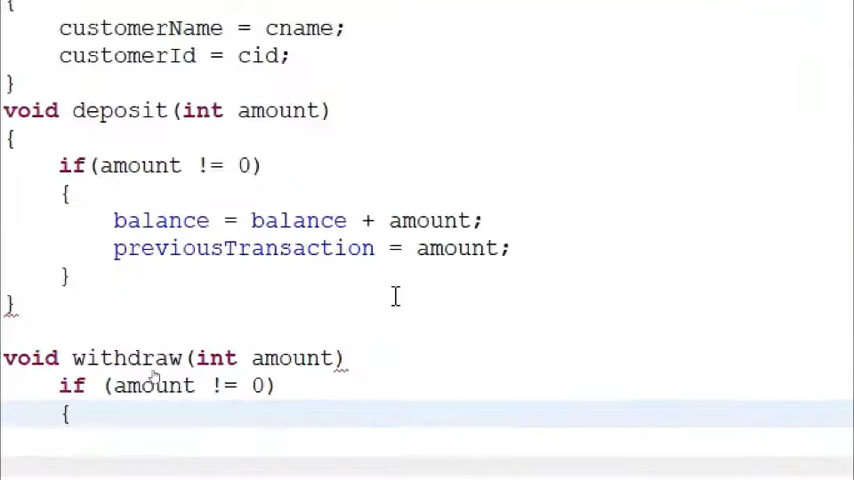 {
customerName = cname;
customerId = cid;
}
void deposit(int amount)
{
if(amount != 0)
{
balance = balance + amount;
previousTransaction = amount;
}
}
void withdraw(int amount)
if (amount != 0)
{